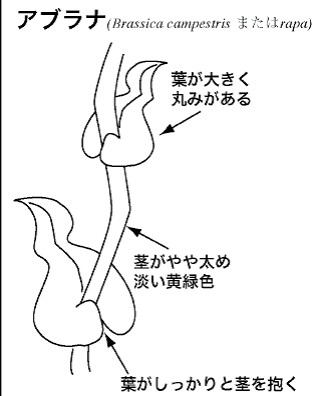 アブラナ(Brassica campestris またはrapa)
葉が大きく
丸みがある
茎がやや太め
淡い黄緑色
葉がしっかりと茎を抱く